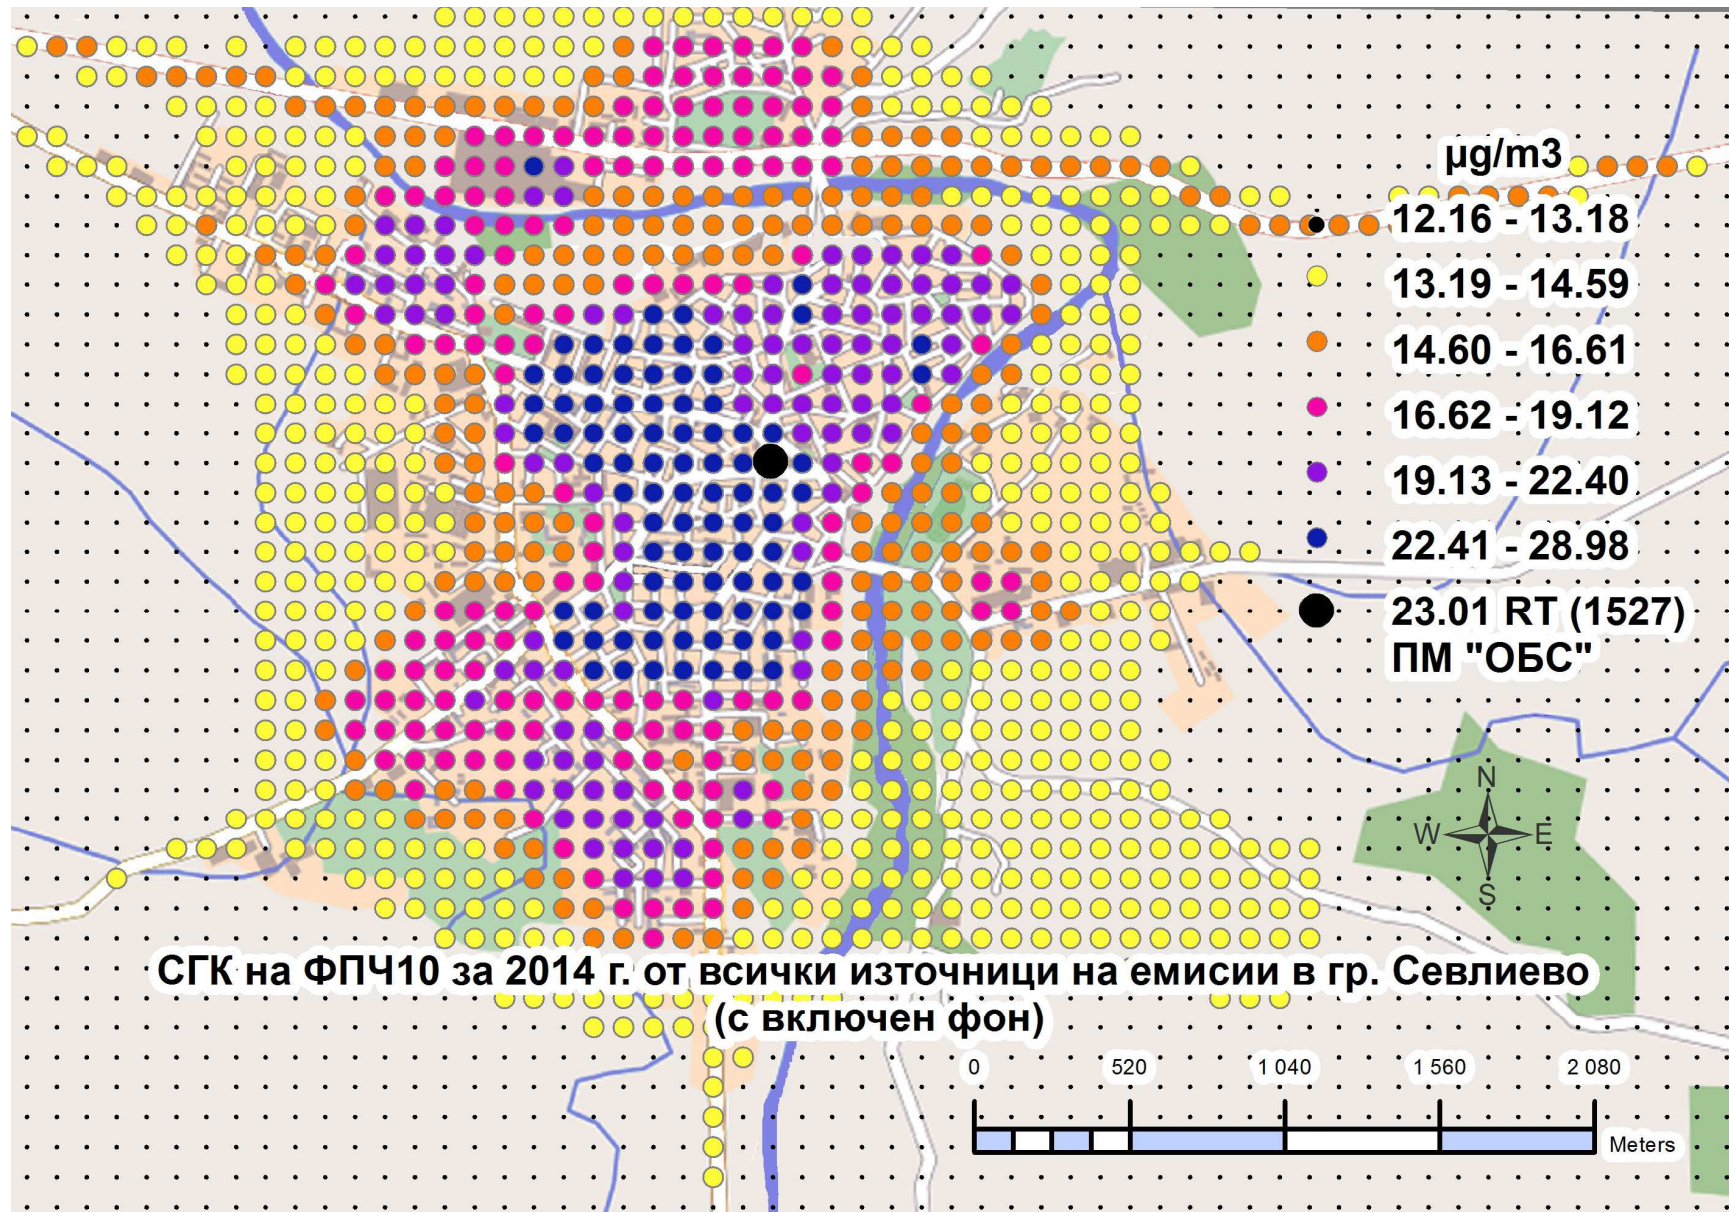 µg/m3
12.16 - 13.18
13.19 - 14.59
14.60 - 16.61
16.62 - 19.12
19.13 - 22.40
22.41 - 28.98
23.01 RT (1527)
ПМ "ОБС"
N
W E
S
СГК на ФПЧ10 за 2014 г. от всички източници на емисии в гр. Севлиево
(с включен фон)
0 520 1 040 1 560 2 080
Meters